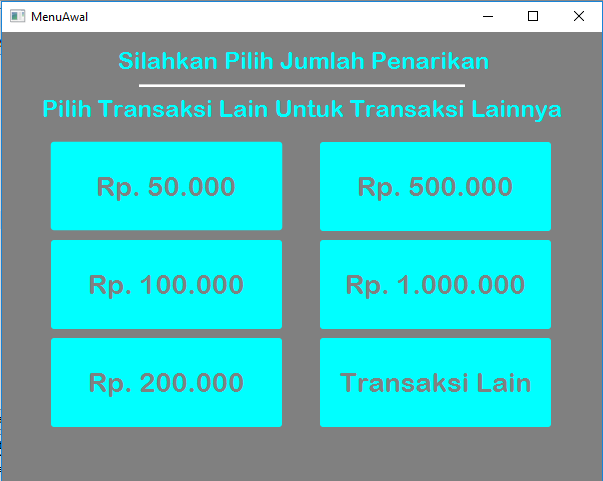 MenuAwal
Silahkan Pilih Jumlah Penarikan
Pilih Transaksi Lain Untuk Transaksi Lainnya
Rp. 50.000
Rp. 500.000
Rp. 100.000
Rp. 1.000.000
Rp. 200.000
Transaksi Lain